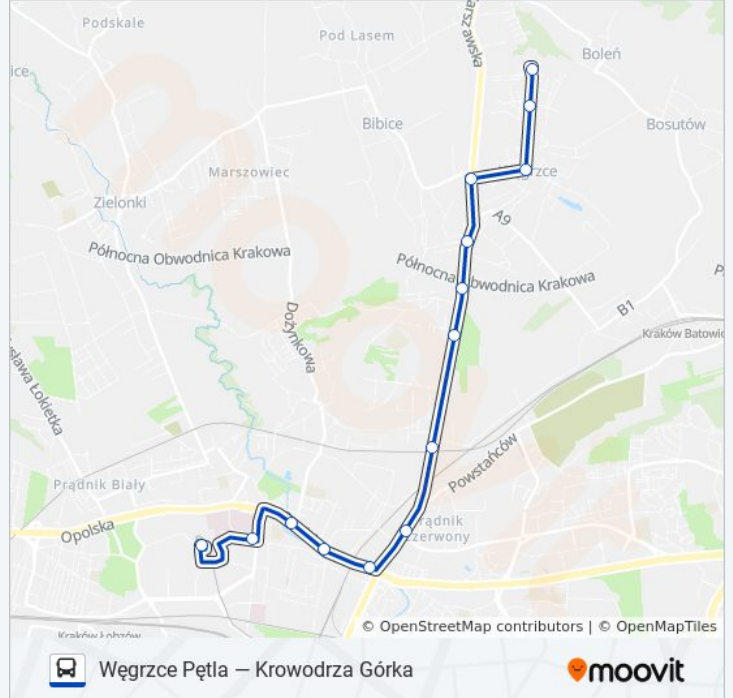 Podskale
Warszawska
Pod Lasem
Boleń
Bibice
Bosutów
Marszowiec
Zielonki
A9
Północna Obwodnica Krakowa
Północna Obwodnica Krakowa
B1
Dożynkowa
Kraków Batowic
Powstańców
Prądnik Biały
Opolska
Prądnik
Czerwony
Kraków Łobzów
© OpenStreetMap contributors | © OpenMapTiles
Węgrzce Pętla — Krowodrza Górka
moovit